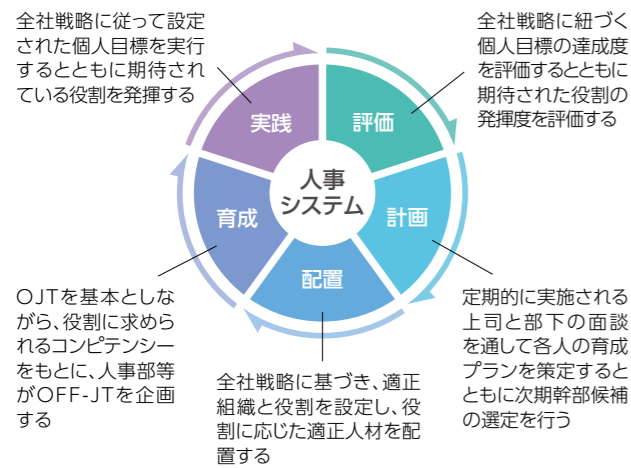 全社戦略に従って設定
された個人目標を実行
するとともに期待され
ている役割を発揮する
全社戦略に紐づく
個人目標の達成度
を評価するとともに
期待された役割の
発揮度を評価する
実践
評価
人事
システム
育成
計画
配置
OJTを基本としな
がら、役割に求めら
れるコンピテンシー
をもとに、人事部等
がOFF-JTを企画
する
全社戦略に基づき、適正
組織と役割を設定し、役
割に応じた適正人材を配
置する
定期的に実施される
上司と部下の面談
を通して各人の育成
プランを策定すると
ともに次期幹部候補
の選定を行う